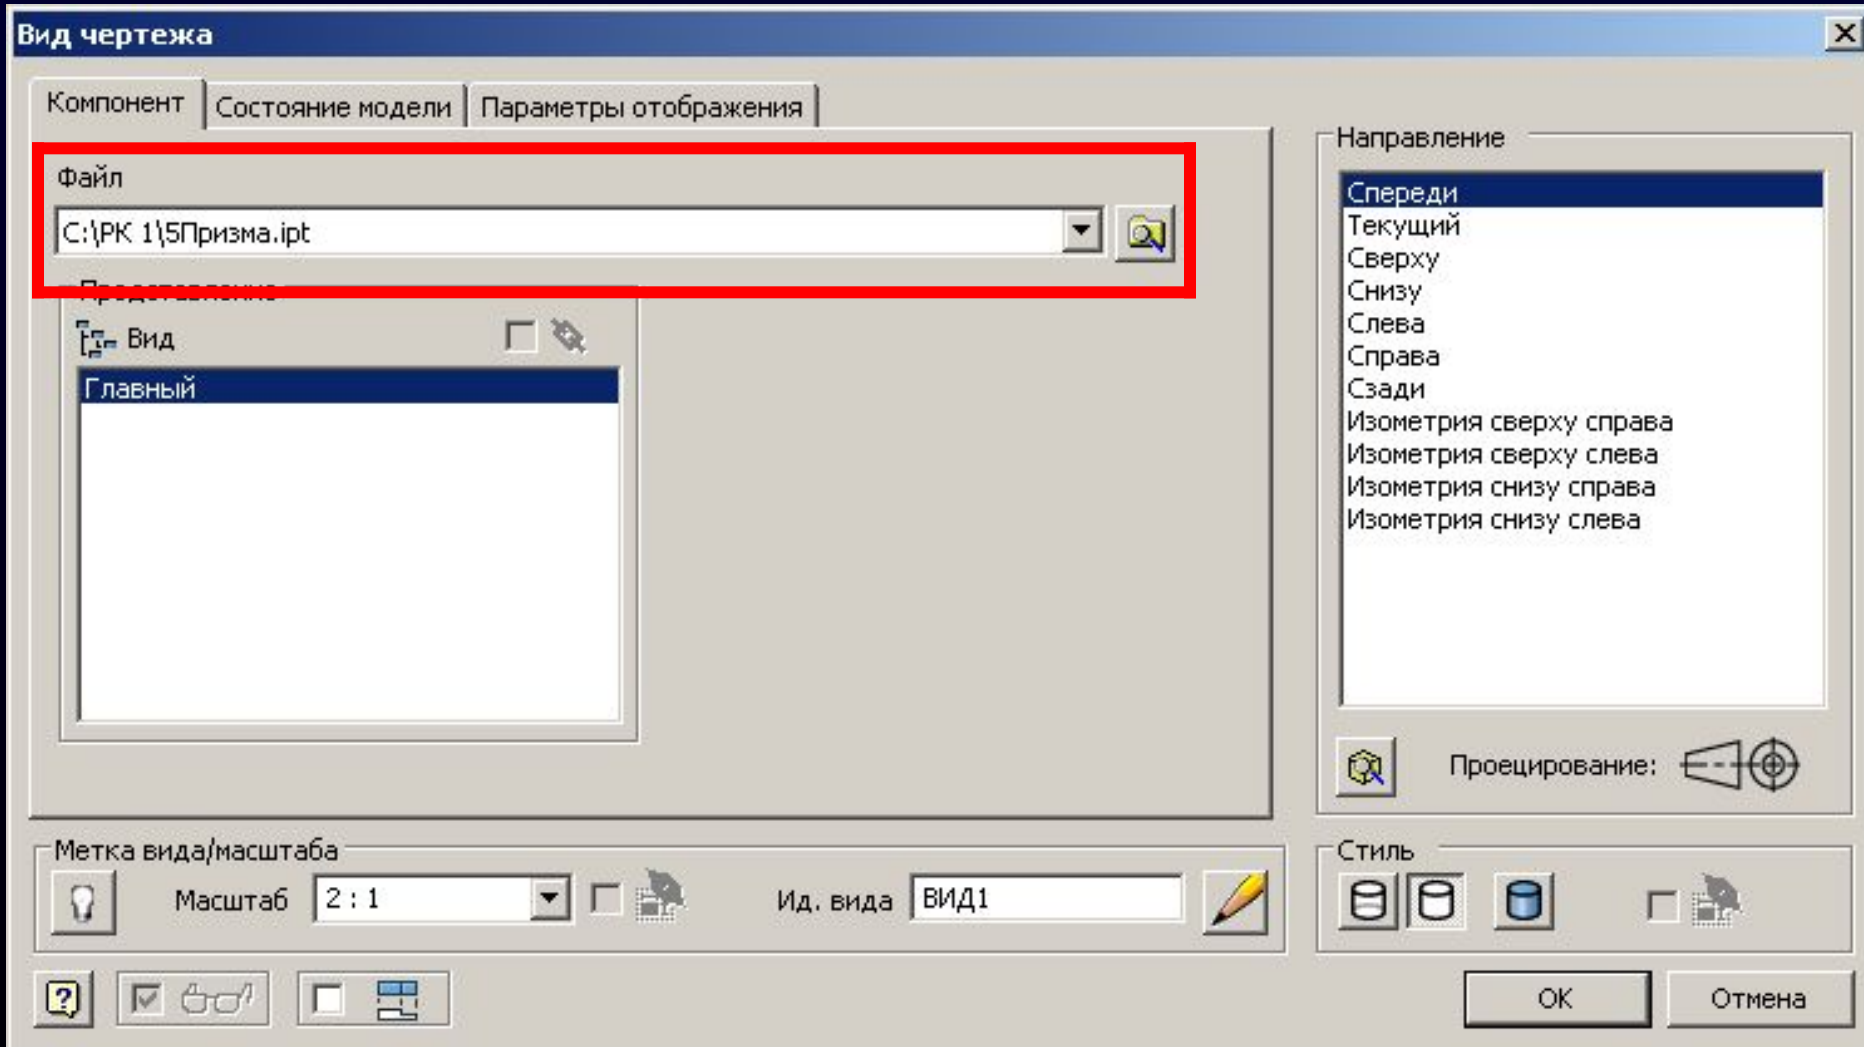 Вид чертежа
Компонент
Состояние модели
Параметры отображения
Файл
C:\РК 1\5Призма.ipt
Представление
Вид
Главный
Направление
Спереди
Текущий
Сверху
Снизу
Слева
Справа
Сзади
Изометрия сверху справа
Изометрия сверху слева
Изометрия снизу справа
Изометрия снизу слева
Проецирование:
Метка вида/масштаба
Масштаб 2 : 1
Ид. вида ВИД1
Стиль
OK
Отмена